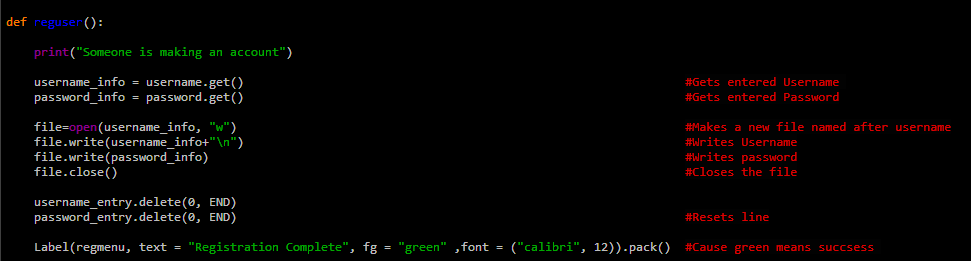 def reguser():
print("Someone is making an account")
username_info = username.get() #Gets entered Username
password_info = password.get() #Gets entered Password
file=open(username_info, "w") #Makes a new file named after username
file.write(username_info+"\n") #Writes Username
file.write(password_info) #Writes password
file.close() #Closes the file
username_entry.delete(0, END)
password_entry.delete(0, END) #Resets line
Label(regmenu, text = "Registration Complete", fg = "green" ,font = ("calibri", 12)).pack() #Cause green means succsess